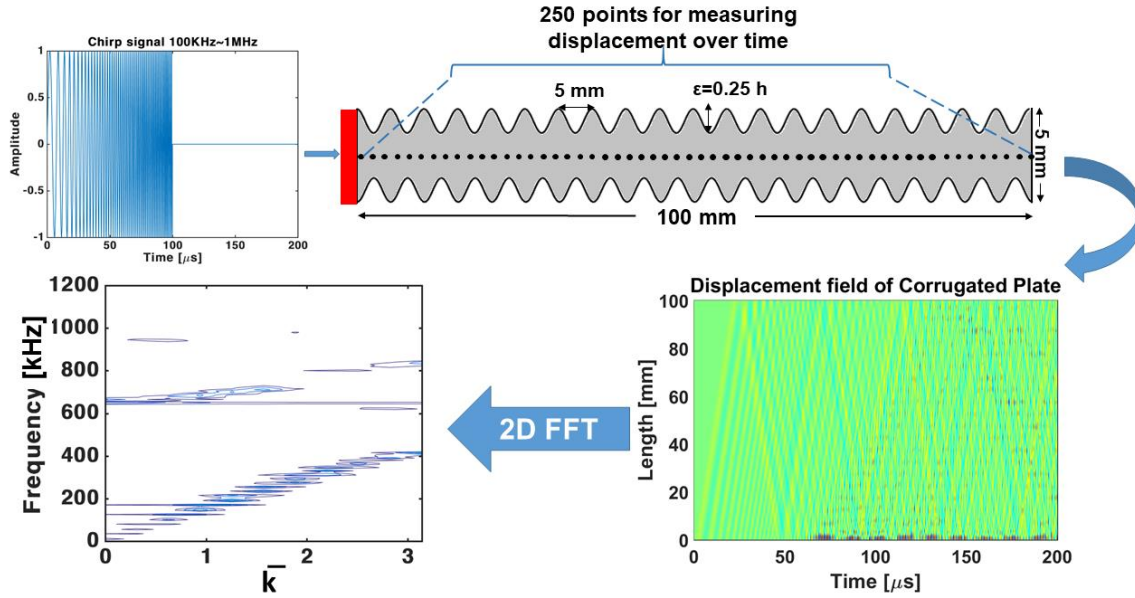 250 points for measuring
displacement over time
Chirp signal 100KHz~1MHz
1
0.5
0
-0.5
-1
Amplitude
0 50 100 150 200
Time [μs]
5 mm
ε=0.25 h
5 mm
100 mm
1200
1000
800
600
400
200
0
Frequency [kHz]
0 1 2 3
k̅
2D FFT
Displacement field of Corrugated Plate
100
80
60
40
20
0
Length [mm]
0 50 100 150 200
Time [μs]